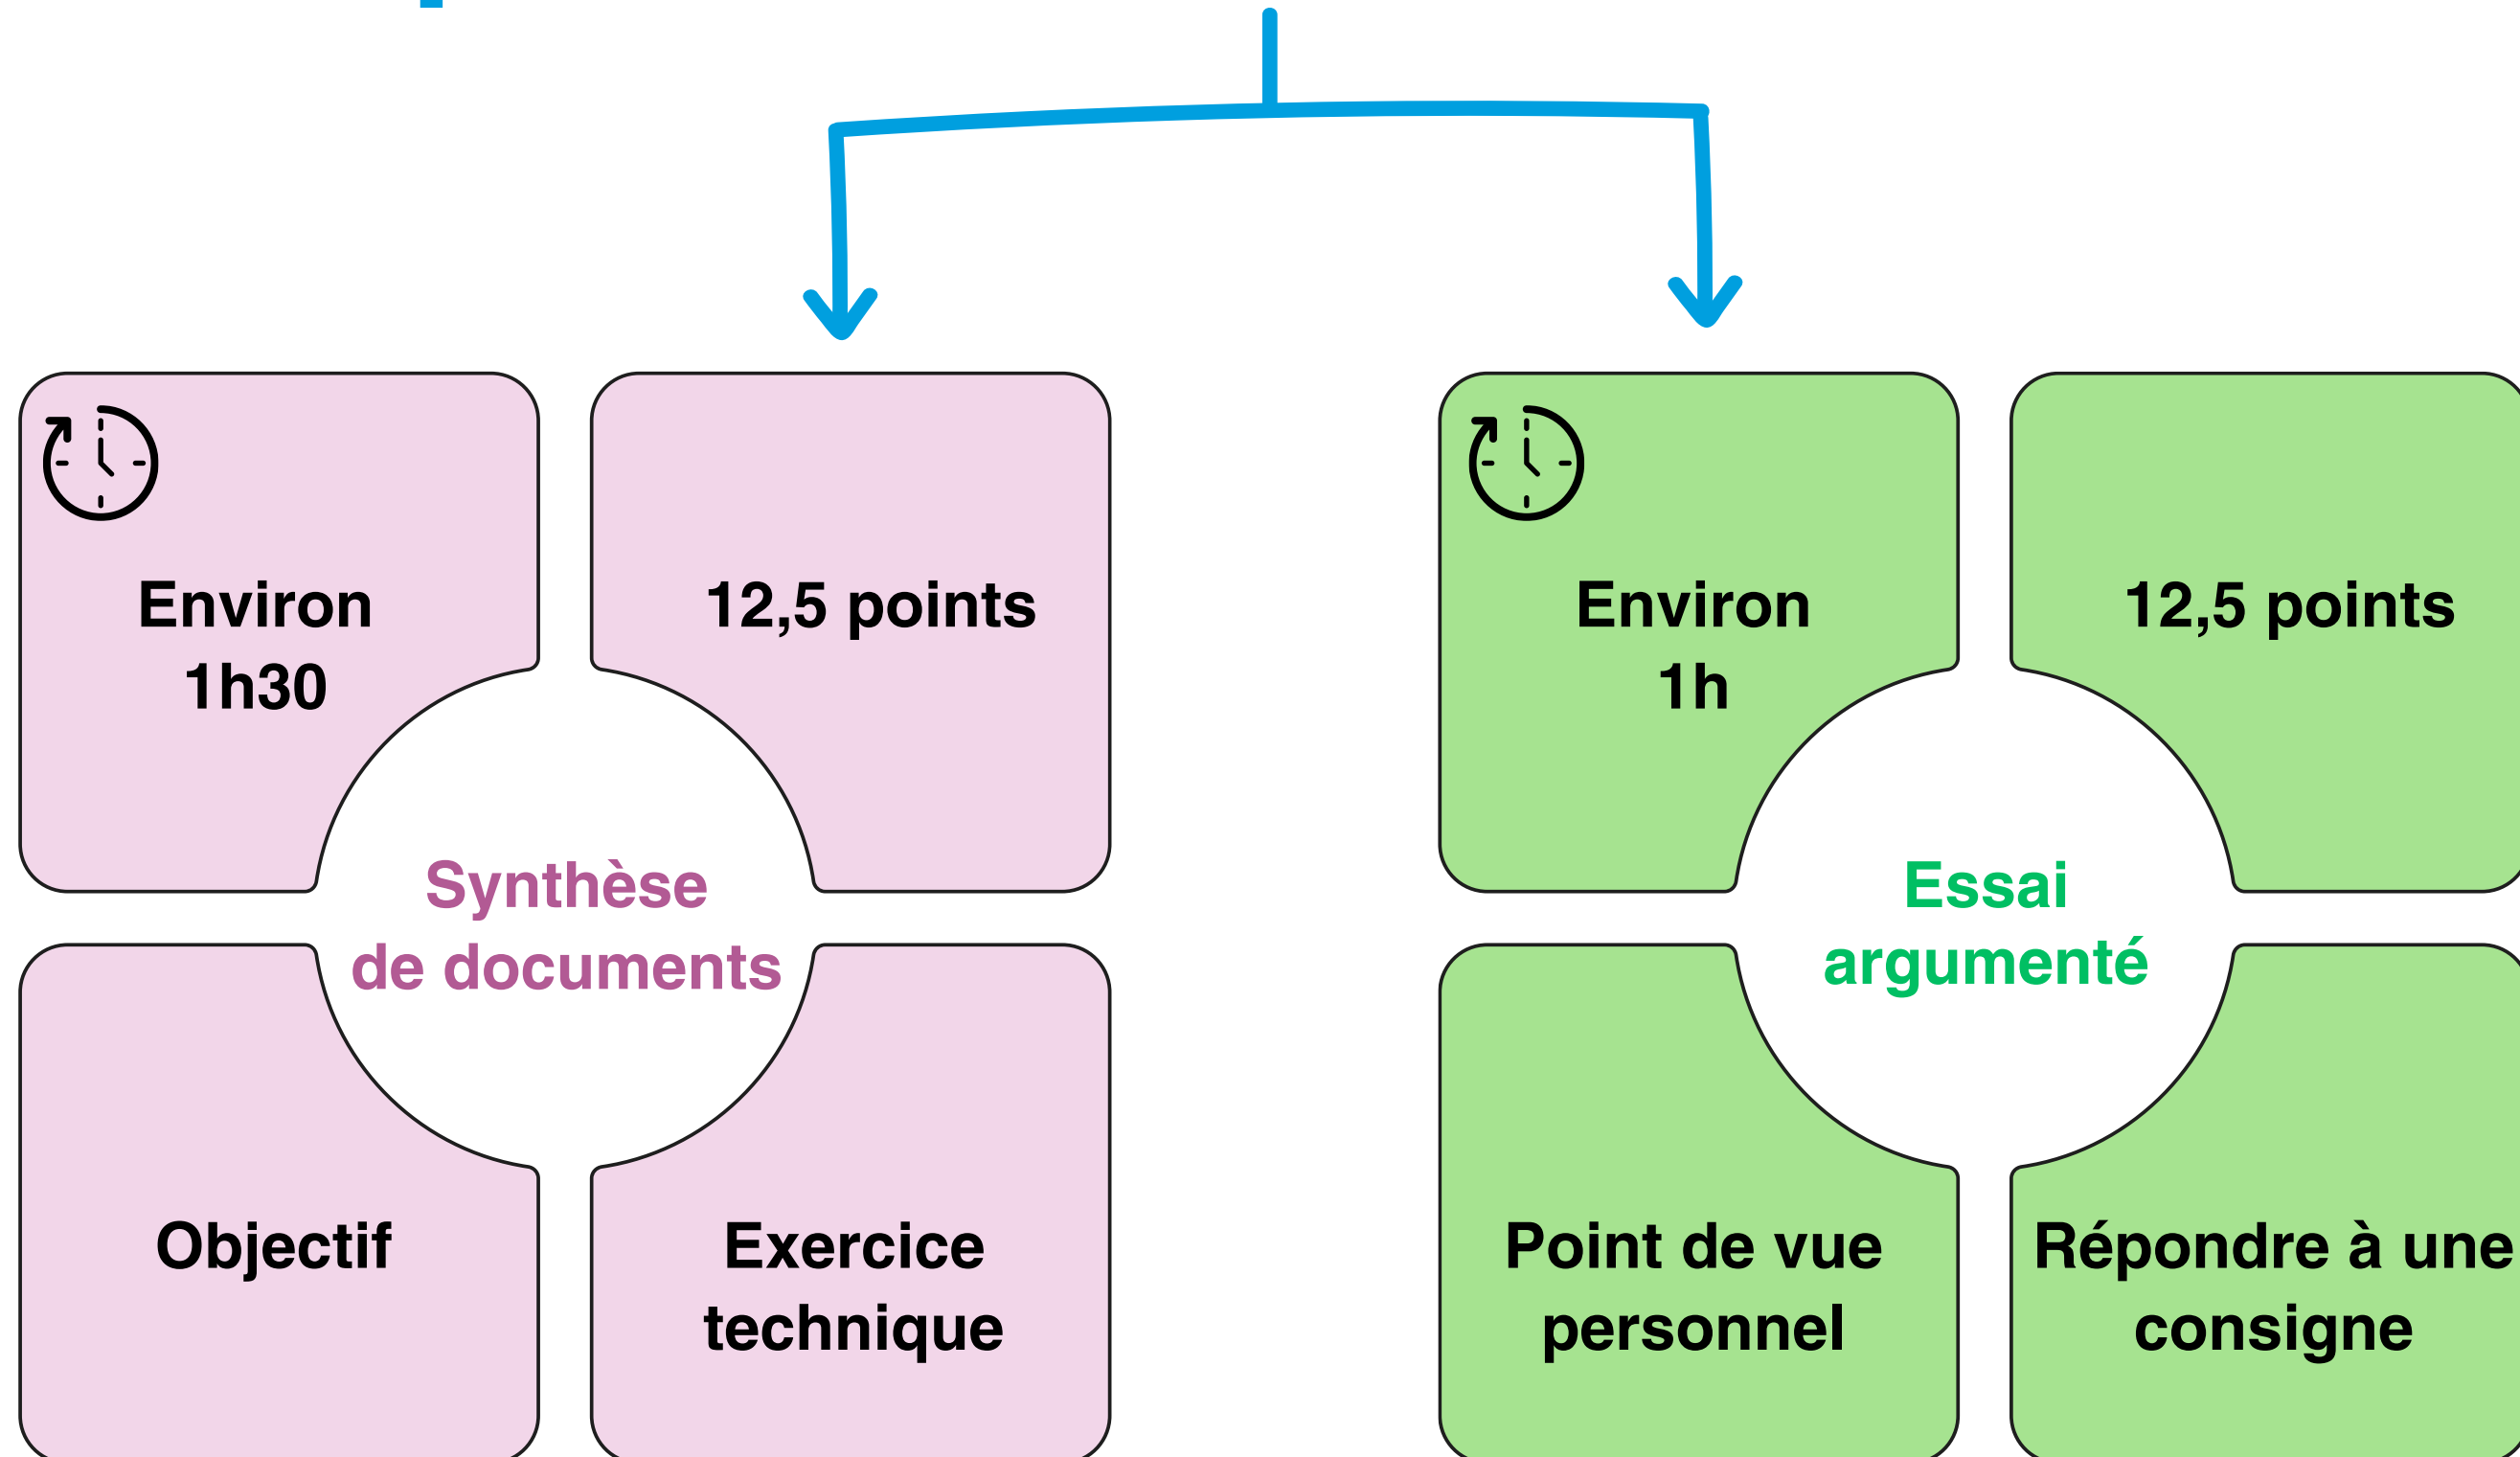 Environ
1h30
12,5 points
Synthèse
de documents
Objectif
Exercice
technique
Environ
1h
12,5 points
Essai
argumenté
Point de vue
personnel
Répondre à une
consigne